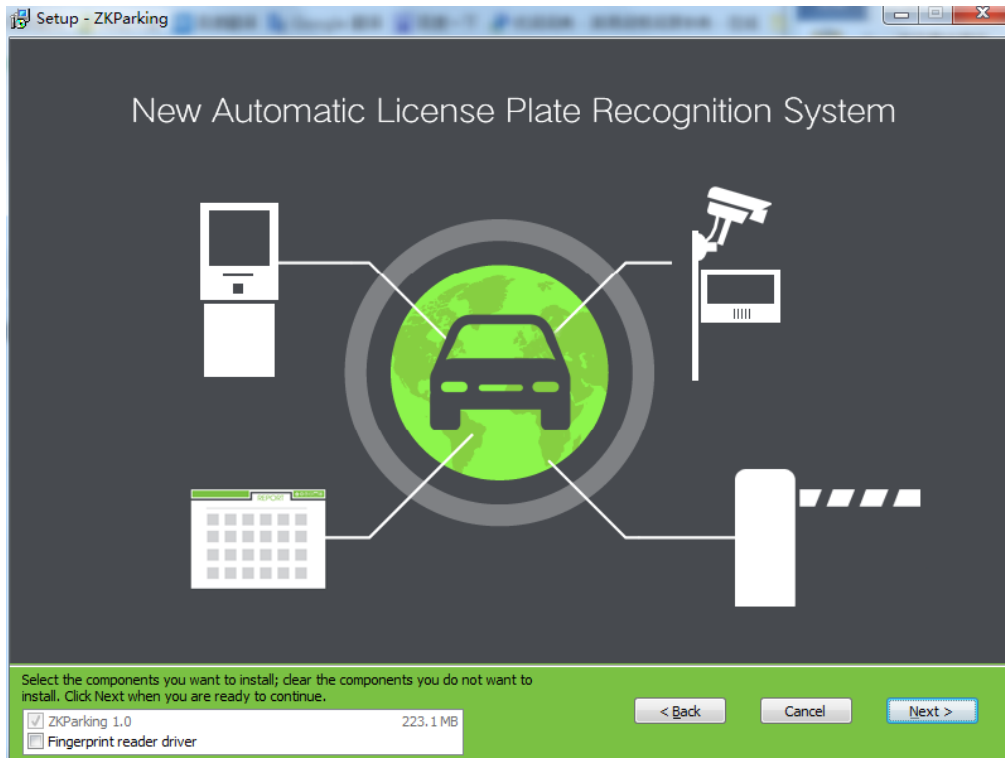 Setup - ZKParking
New Automatic License Plate Recognition System
REPORT
Select the components you want to install; clear the components you do not want to
install. Click Next when you are ready to continue.
ZKParking 1.0 223.1 MB
Fingerprint reader driver
< Back Cancel Next >